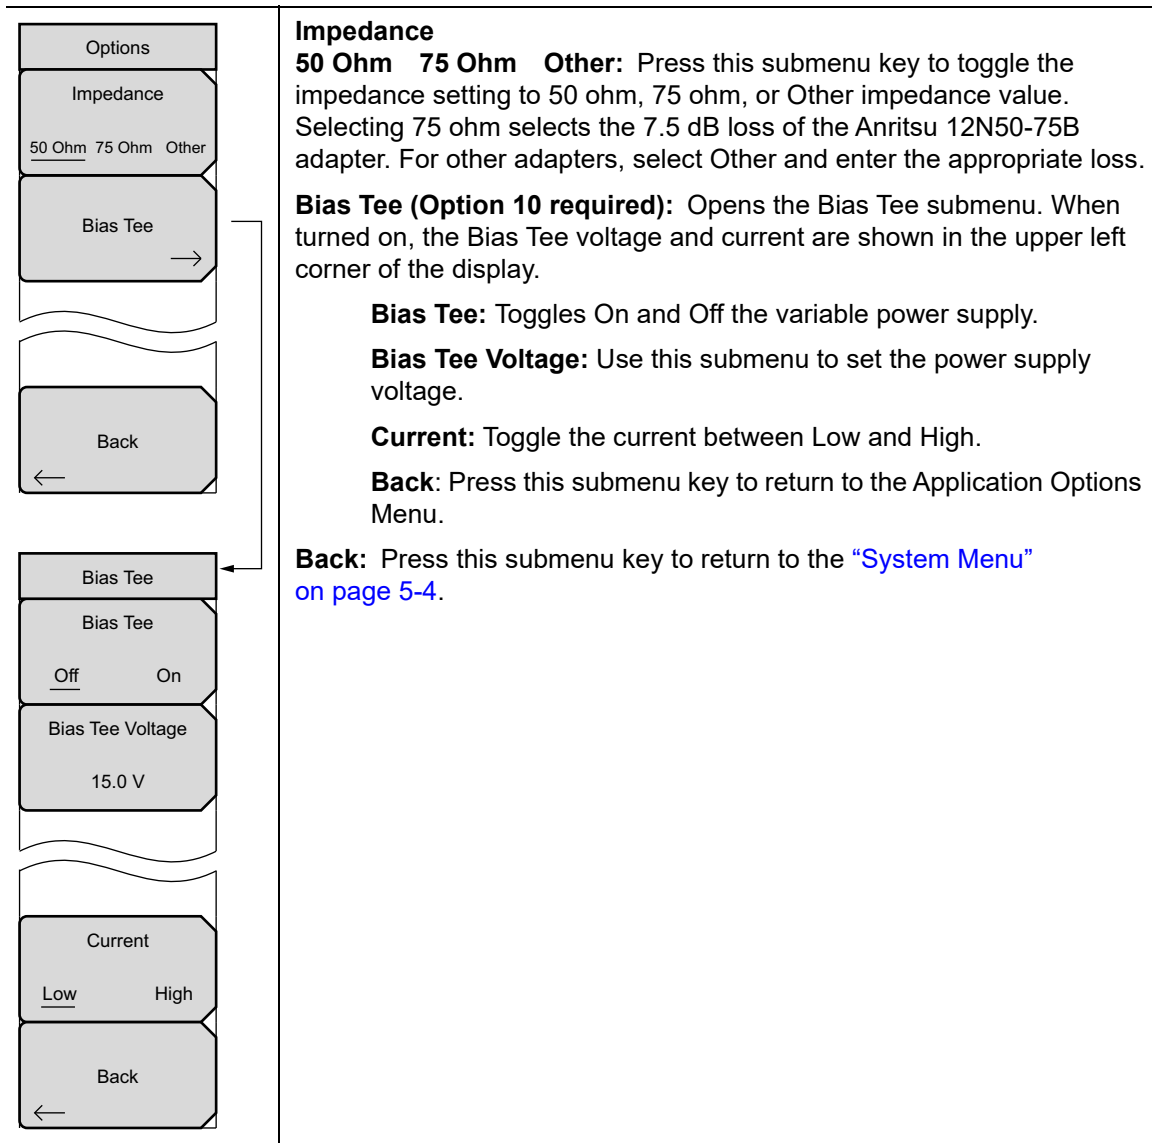 Options
Impedance
50 Ohm 75 Ohm Other
Bias Tee
Back
Bias Tee
Bias Tee
Off On
Bias Tee Voltage
15.0 V
Current
Low High
Back
Impedance
50 Ohm 75 Ohm Other: Press this submenu key to toggle the
impedance setting to 50 ohm, 75 ohm, or Other impedance value.
Selecting 75 ohm selects the 7.5 dB loss of the Anritsu 12N50-75B
adapter. For other adapters, select Other and enter the appropriate loss.
Bias Tee (Option 10 required): Opens the Bias Tee submenu. When
turned on, the Bias Tee voltage and current are shown in the upper left
corner of the display.
Bias Tee: Toggles On and Off the variable power supply.
Bias Tee Voltage: Use this submenu to set the power supply
voltage.
Current: Toggle the current between Low and High.
Back: Press this submenu key to return to the Application Options
Menu.
Back: Press this submenu key to return to the “System Menu”
on page 5-4.